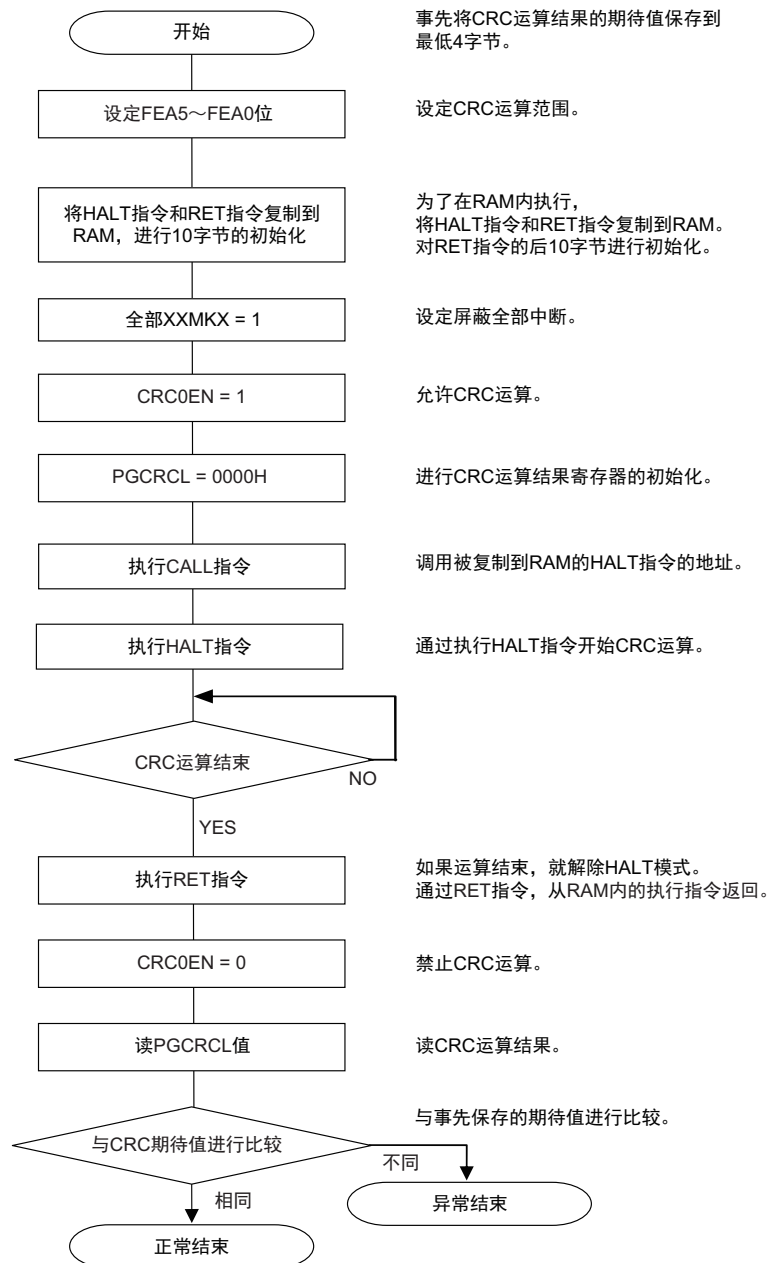 开始
事先将CRC运算结果的期待值保存到
最低4字节。
设定FEA5～FEA0位
设定CRC运算范围。
将HALT指令和RET指令复制到
RAM，进行10字节的初始化
为了在RAM内执行，
将HALT指令和RET指令复制到RAM。
对RET指令的后10字节进行初始化。
全部XXMKX = 1
设定屏蔽全部中断。
CRC0EN = 1
允许CRC运算。
PGCRCL = 0000H
进行CRC运算结果寄存器的初始化。
执行CALL指令
调用被复制到RAM的HALT指令的地址。
执行HALT指令
通过执行HALT指令开始CRC运算。
CRC运算结束
NO
YES
执行RET指令
如果运算结束，就解除HALT模式。
通过RET指令，从RAM内的执行指令返回。
CRC0EN = 0
禁止CRC运算。
读PGCRCL值
读CRC运算结果。
与事先保存的期待值进行比较。
与CRC期待值进行比较
不同
相同
异常结束
正常结束